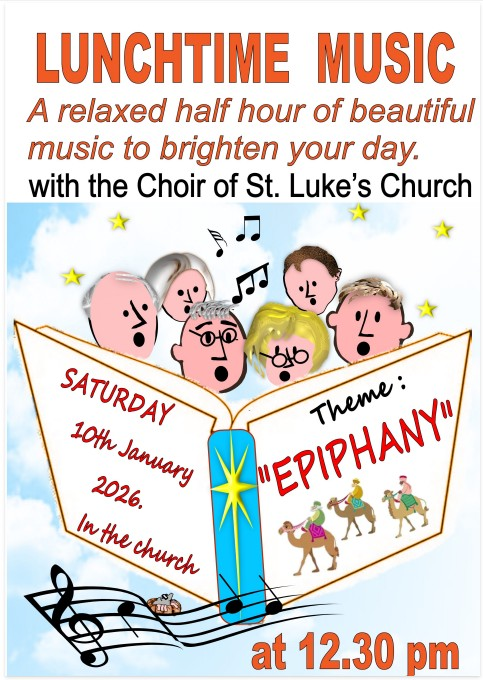 LUNCHTIME MUSIC
A relaxed half hour of beautiful
music to brighten your day.
with the Choir of St. Luke's Church
SATURDAY
10th January
2026.
In the church
Theme :
"EPIPHANY"
at 12.30 pm